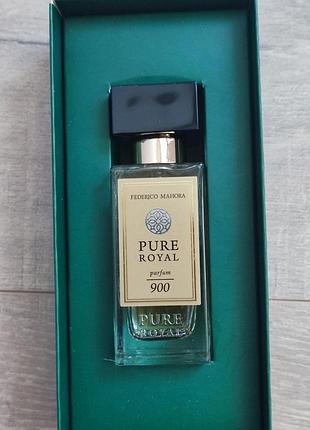 FEDERICO MAHORA
PURE
ROYAL
parfum
900
PURE
ROYAL